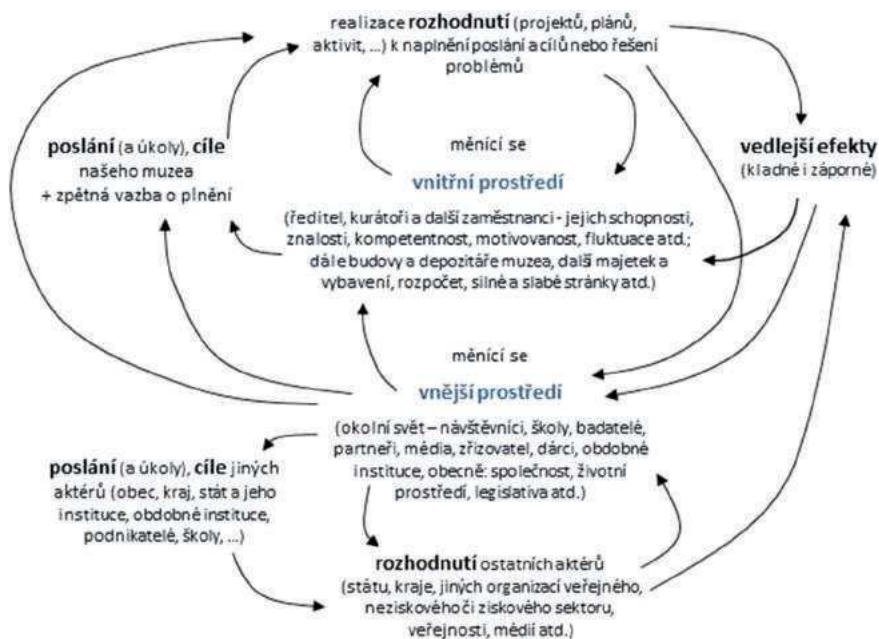 realizace rozhodnutí (projektů, plánů,
aktivit, ...) k naplnění poslání a cílů nebo řešení
problémů
poslání (a úkoly), cíle
našeho muzea
+ zpětná vazba o plnění
měnící se
vnitřní prostředí
(ředitel, kurátoři a další zaměstnanci - jejich schopnosti,
znalosti, kompetentnost, motivovanost, fluktuace atd.;
dále budovy a depozitáře muzea, další majetek a
vybavení, rozpočet, silné a slabé stránky atd.)
vedlejší efekty
(kladné i záporné)
měnící se
vnější prostředí
(okolní svět – návštěvníci, školy, badatelé,
partneři, média, zřizovatel, dárci, obdobné
instituce, obecně: společnost, životní
prostředí, legislativa atd.)
poslání (a úkoly), cíle jiných
aktérů (obec, kraj, stát a jeho
instituce, obdobné instituce,
podnikatelé, školy, ...)
rozhodnutí ostatních aktérů
(státu, kraje, jiných organizací veřejného,
neziskového či ziskového sektoru,
veřejnosti, médií atd.)